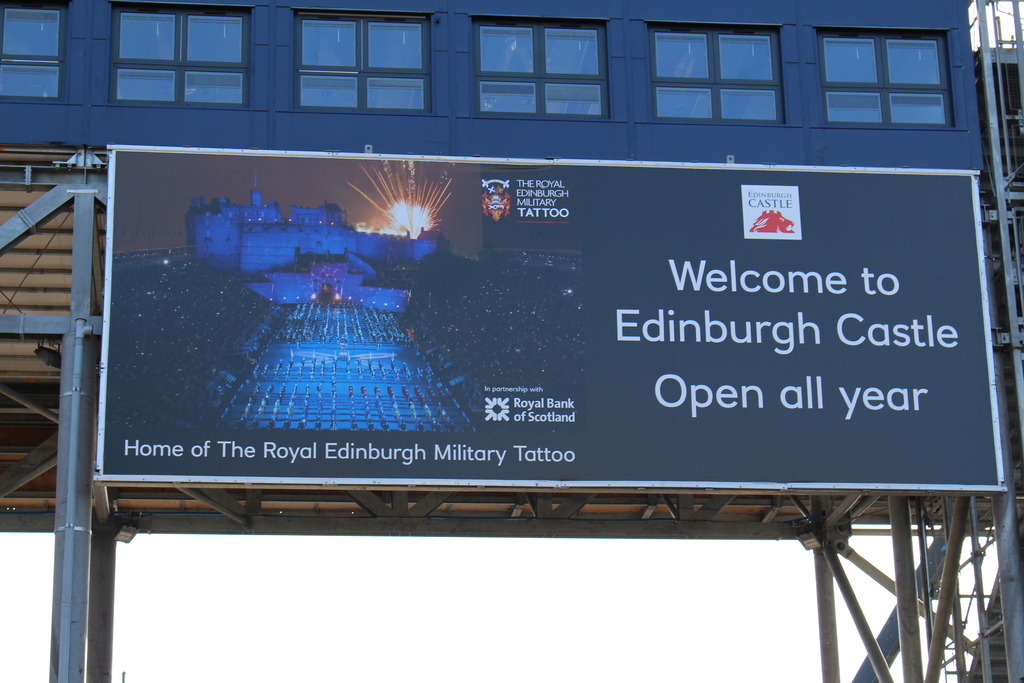 THE ROYAL
EDINBURGH
MILITARY
TATTOO
In partnership with
Royal Bank
of Scotland
Home of The Royal Edinburgh Military Tattoo
EDINBURGH
CASTLE
Welcome to
Edinburgh Castle
Open all year